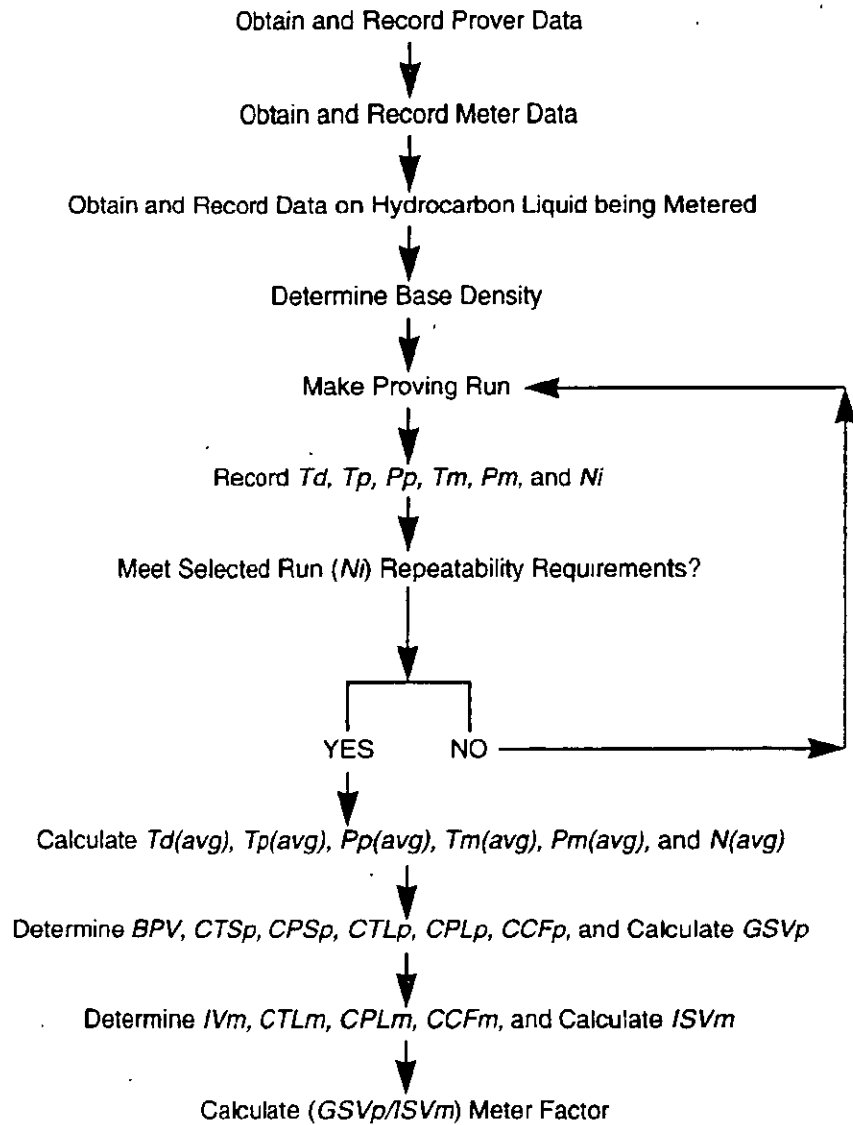 Obtain and Record Prover Data
Obtain and Record Meter Data
Obtain and Record Data on Hydrocarbon Liquid being Metered
Determine Base Density
Make Proving Run
Record Td, Tp, Pp, Tm, Pm, and Ni
Meet Selected Run (Ni) Repeatability Requirements?
YES NO
Calculate Td(avg), Tp(avg), Pp(avg), Tm(avg), Pm(avg), and N(avg)
Determine BPV, CTSp, CPSp, CTLp, CPLp, CCFp, and Calculate GSVp
Determine IVm, CTLm, CPLm, CCFm, and Calculate ISVm
Calculate (GSVp/ISVm) Meter Factor